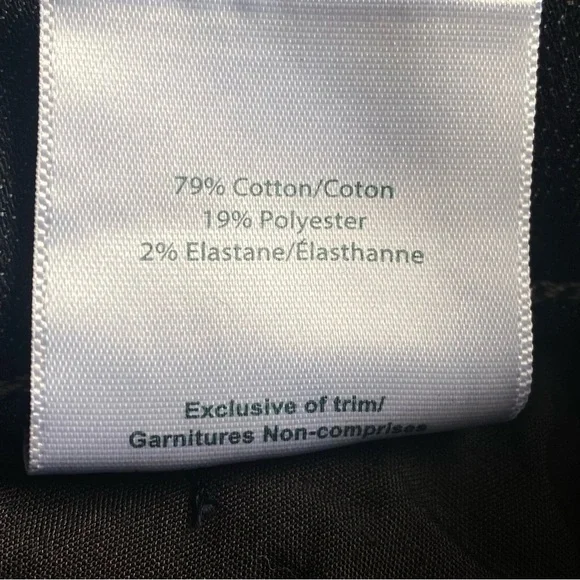 79% Cotton/Coton
19% Polyester
2% Elastane/Élasthanne
Exclusive of trim/
Garnitures Non-comprises